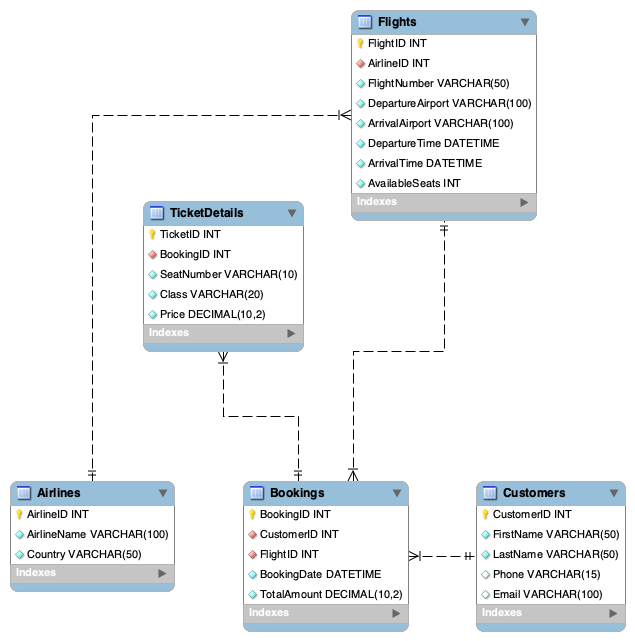 Flights
FlightID INT
AirlineID INT
FlightNumber VARCHAR(50)
DepartureAirport VARCHAR(100)
ArrivalAirport VARCHAR(100)
DepartureTime DATETIME
ArrivalTime DATETIME
AvailableSeats INT
Indexes
TicketDetails
TicketID INT
BookingID INT
SeatNumber VARCHAR(10)
Class VARCHAR(20)
Price DECIMAL(10,2)
Indexes
Airlines
AirlineID INT
AirlineName VARCHAR(100)
Country VARCHAR(50)
Indexes
Bookings
BookingID INT
CustomerID INT
FlightID INT
BookingDate DATETIME
TotalAmount DECIMAL(10,2)
Indexes
Customers
CustomerID INT
FirstName VARCHAR(50)
LastName VARCHAR(50)
Phone VARCHAR(15)
Email VARCHAR(100)
Indexes